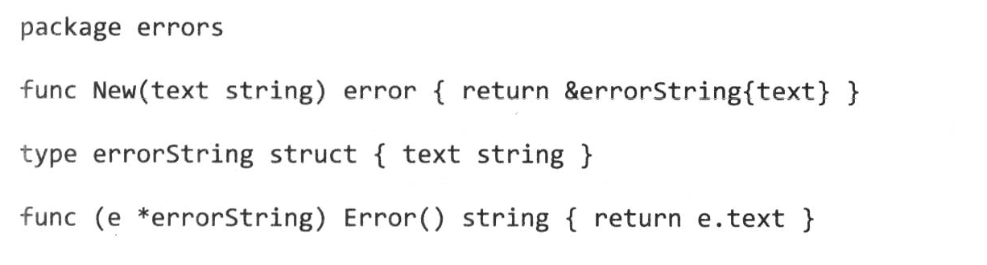 package errors
func New(text string) error { return &errorString{text} }
type errorString struct { text string }
func (e *errorString) Error() string { return e.text }